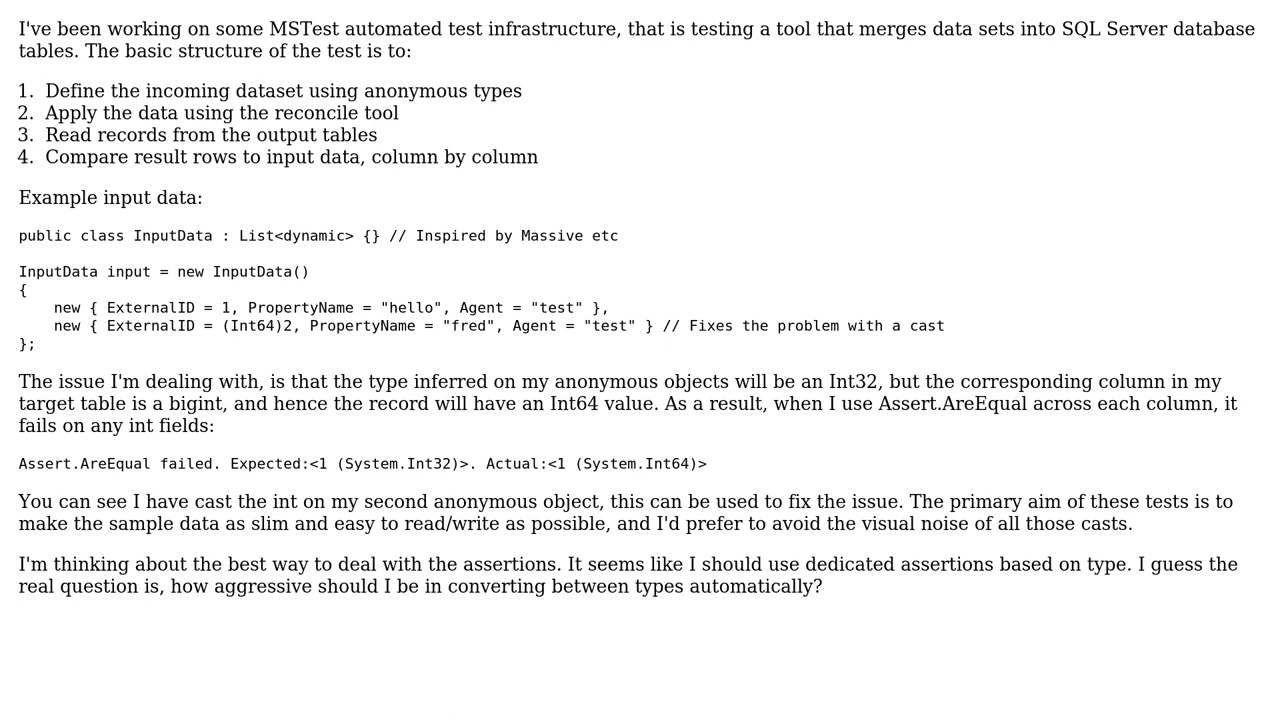 I've been working on some MSTest automated test infrastructure, that is testing a tool that merges data sets into SQL Server database
tables. The basic structure of the test is to:
1. Define the incoming dataset using anonymous types
2. Apply the data using the reconcile tool
3. Read records from the output tables
4. Compare result rows to input data, column by column
Example input data:
public class InputData : List<dynamic> {} // Inspired by Massive etc
InputData input = new InputData()
{
    new { ExternalID = 1, PropertyName = "hello", Agent = "test" },
    new { ExternalID = (Int64)2, PropertyName = "fred", Agent = "test" } // Fixes the problem with a cast
};
The issue I'm dealing with, is that the type inferred on my anonymous objects will be an Int32, but the corresponding column in my
target table is a bigint, and hence the record will have an Int64 value. As a result, when I use Assert.AreEqual across each column, it
fails on any int fields:
Assert.AreEqual failed. Expected:<1 (System.Int32)>. Actual:<1 (System.Int64)>
You can see I have cast the int on my second anonymous object, this can be used to fix the issue. The primary aim of these tests is to
make the sample data as slim and easy to read/write as possible, and I'd prefer to avoid the visual noise of all those casts.
I'm thinking about the best way to deal with the assertions. It seems like I should use dedicated assertions based on type. I guess the
real question is, how aggressive should I be in converting between types automatically?